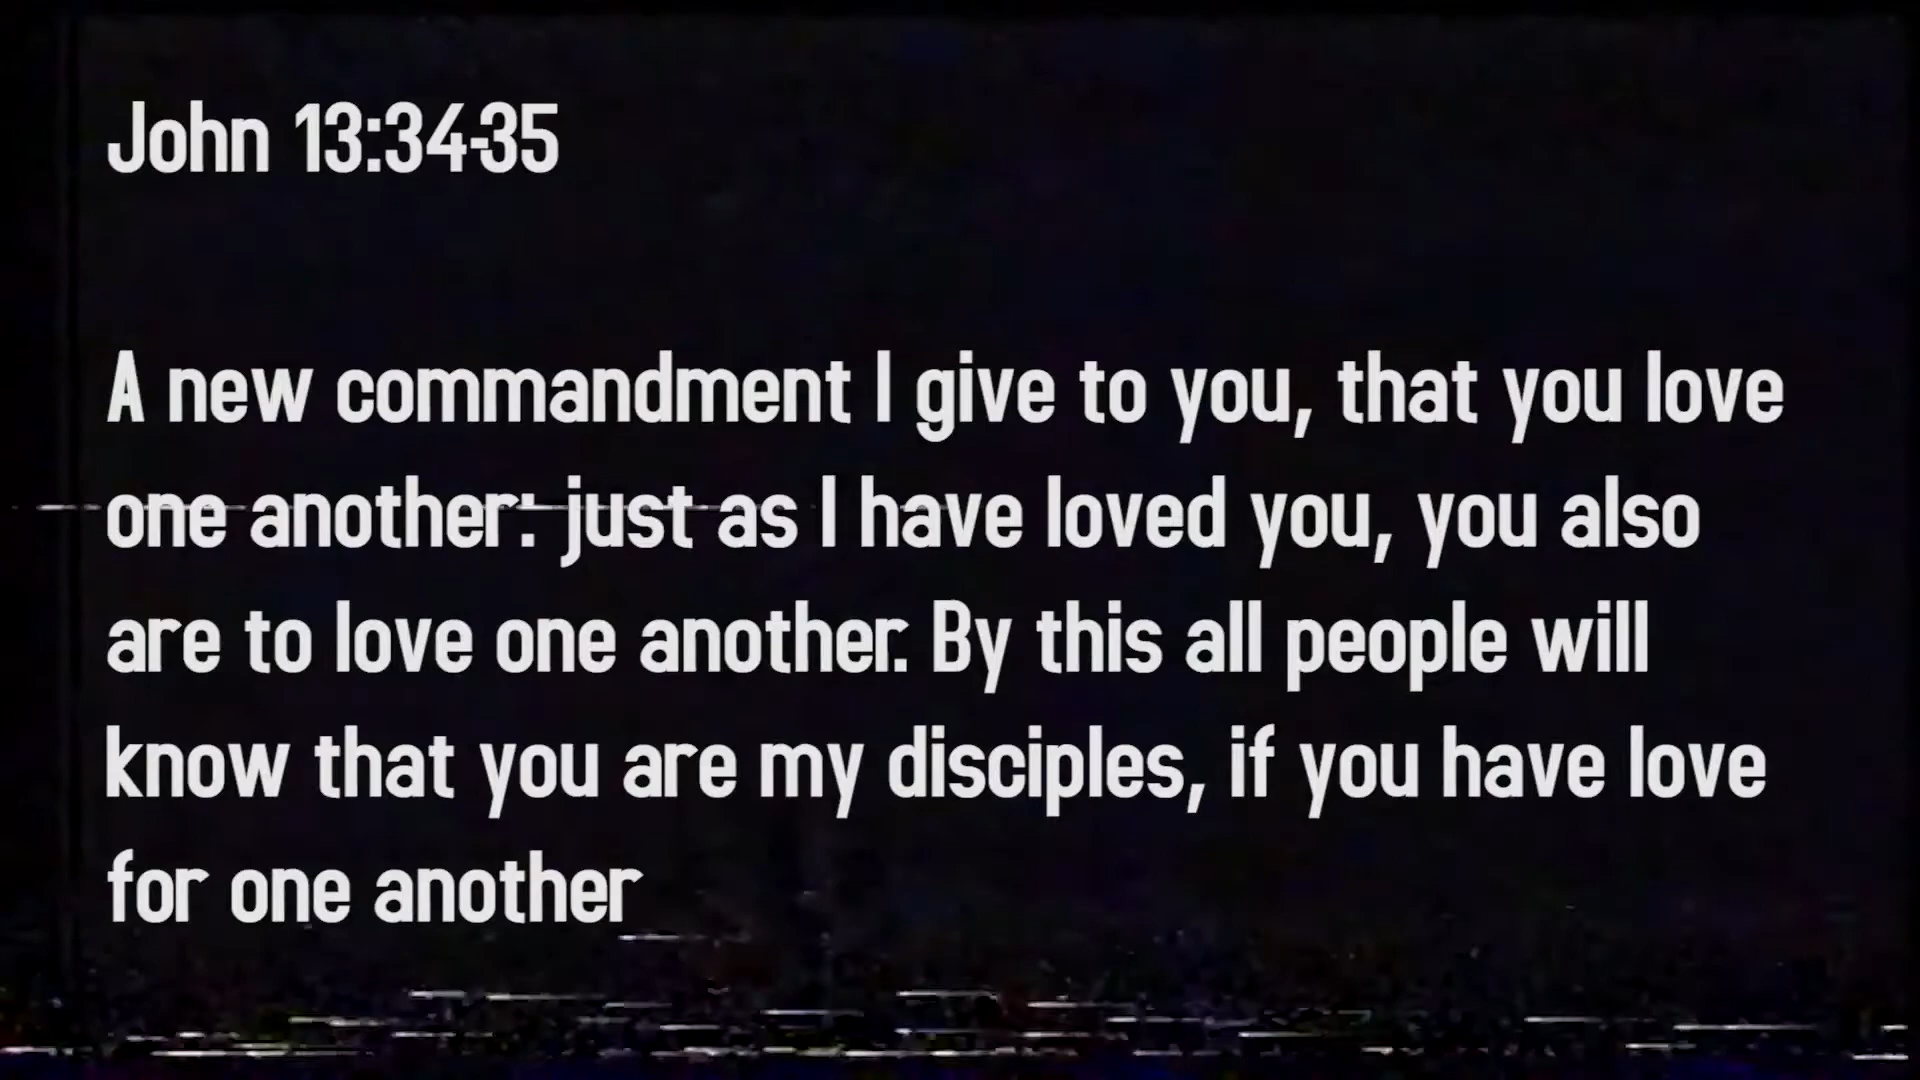 John 13:34-35
A new commandment I give to you, that you love
one another: just as I have loved you, you also
are to love one another. By this all people will
know that you are my disciples, if you have love
for one another